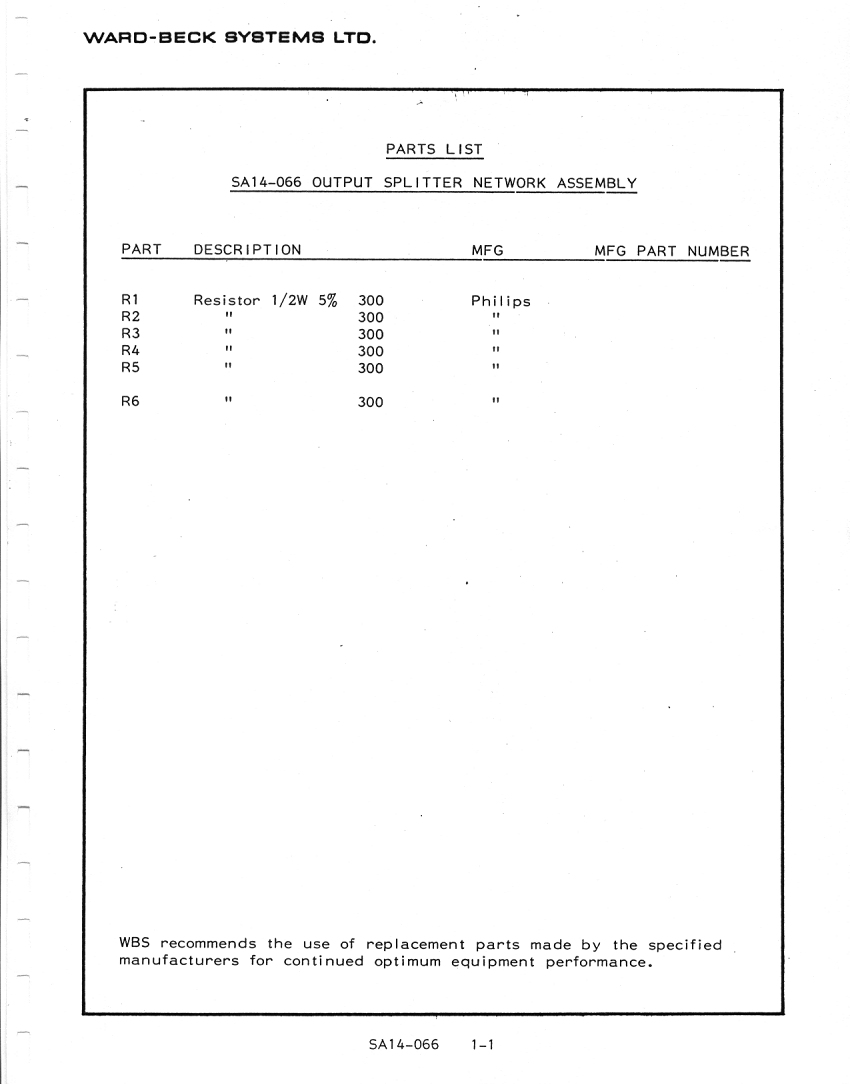 WARD-BECK SYSTEMS LTD.
PARTS LIST
SA14-066 OUTPUT SPLITTER NETWORK ASSEMBLY
PART DESCRIPTION MFG MFG PART NUMBER
R1 Resistor 1/2W 5% 300 Philips
R2 " 300 "
R3 " 300 "
R4 " 300 "
R5 " 300 "
R6 " 300 "
WBS recommends the use of replacement parts made by the specified
manufacturers for continued optimum equipment performance.
SA14-066 1-1